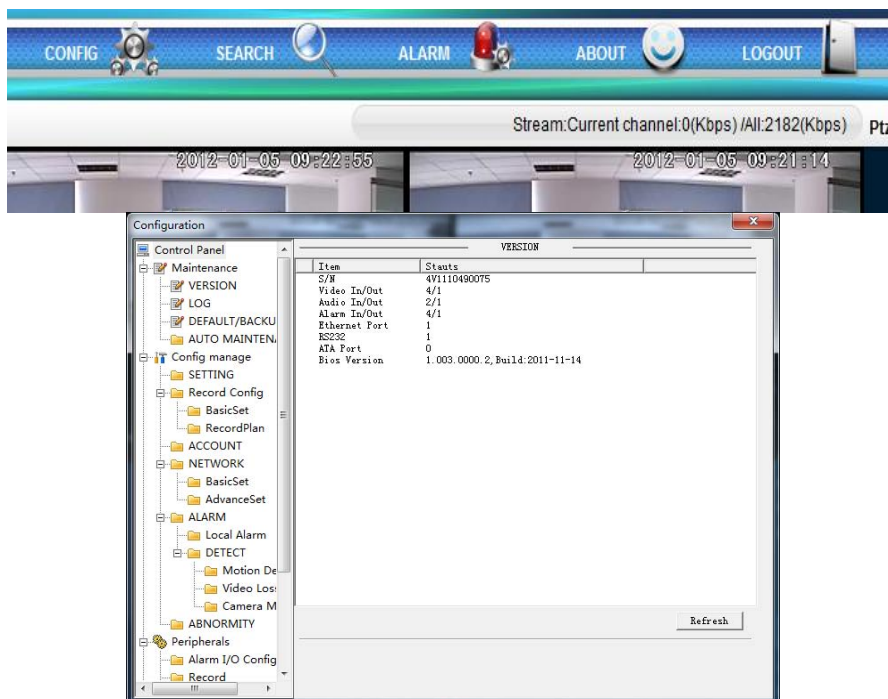 CONFIG SEARCH ALARM ABOUT LOGOUT
Stream:Current channel:0(Kbps) /All:2182(Kbps) Ptz
2012-01-05 09:22:55 2012-01-05 09:21:14
Configuration
Control Panel
Maintenance
VERSION
LOG
DEFAULT/BACKU
AUTO MAINTEN
Config manage
SETTING
Record Config
BasicSet
RecordPlan
ACCOUNT
NETWORK
BasicSet
AdvanceSet
ALARM
Local Alarm
DETECT
Motion De
Video Los
Camera M
ABNORMITY
Peripherals
Alarm I/O Config
Record
VERSION
Item Stauts
S/N 4V1110490075
Video In/Out 4/1
Audio In/Out 2/1
Alarm In/Out 4/1
Ethernet Port 1
RS232 1
ATA Port 0
Bios Version 1.003.0000.2, Build:2011-11-14
Refresh